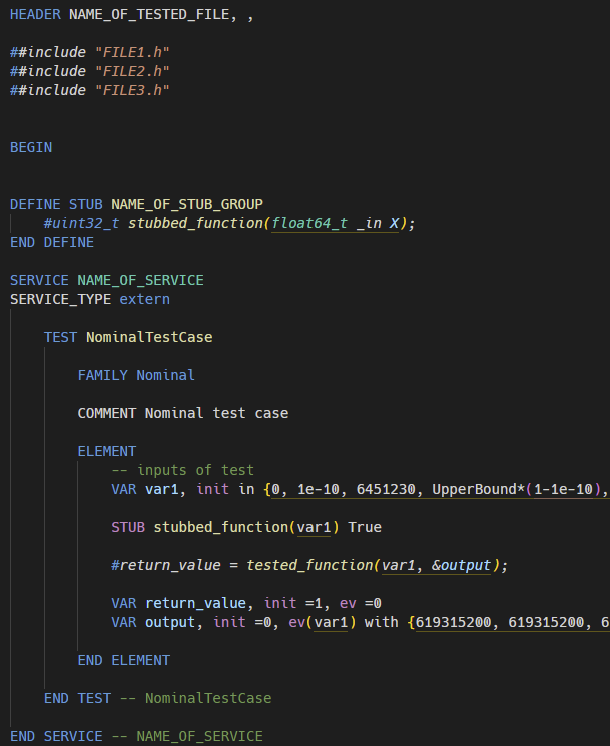 HEADER NAME_OF_TESTED_FILE, ,
##include "FILE1.h"
##include "FILE2.h"
##include "FILE3.h"
BEGIN
DEFINE STUB NAME_OF_STUB_GROUP
#uint32_t stubbed_function(float64_t _in X);
END DEFINE
SERVICE NAME_OF_SERVICE
SERVICE_TYPE extern
TEST NominalTestCase
FAMILY Nominal
COMMENT Nominal test case
ELEMENT
-- inputs of test
VAR var1, init in {0, 1e-10, 6451230, UpperBound*(1-1e-10),
STUB stubbed_function(var1) True
#return_value = tested_function(var1, &output);
VAR return_value, init =1, ev =0
VAR output, init =0, ev(var1) with {619315200, 619315200, 6
END ELEMENT
END TEST -- NominalTestCase
END SERVICE -- NAME_OF_SERVICE